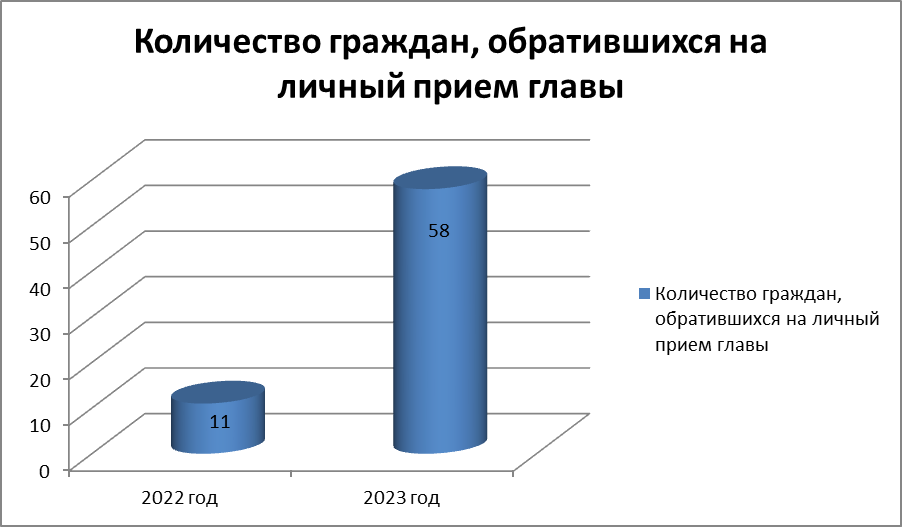 Количество граждан, обратившихся на
личный прием главы
60
50
40
30
20
10
0
11
58
2022 год
2023 год
Количество граждан,
обратившихся на личный
прием главы